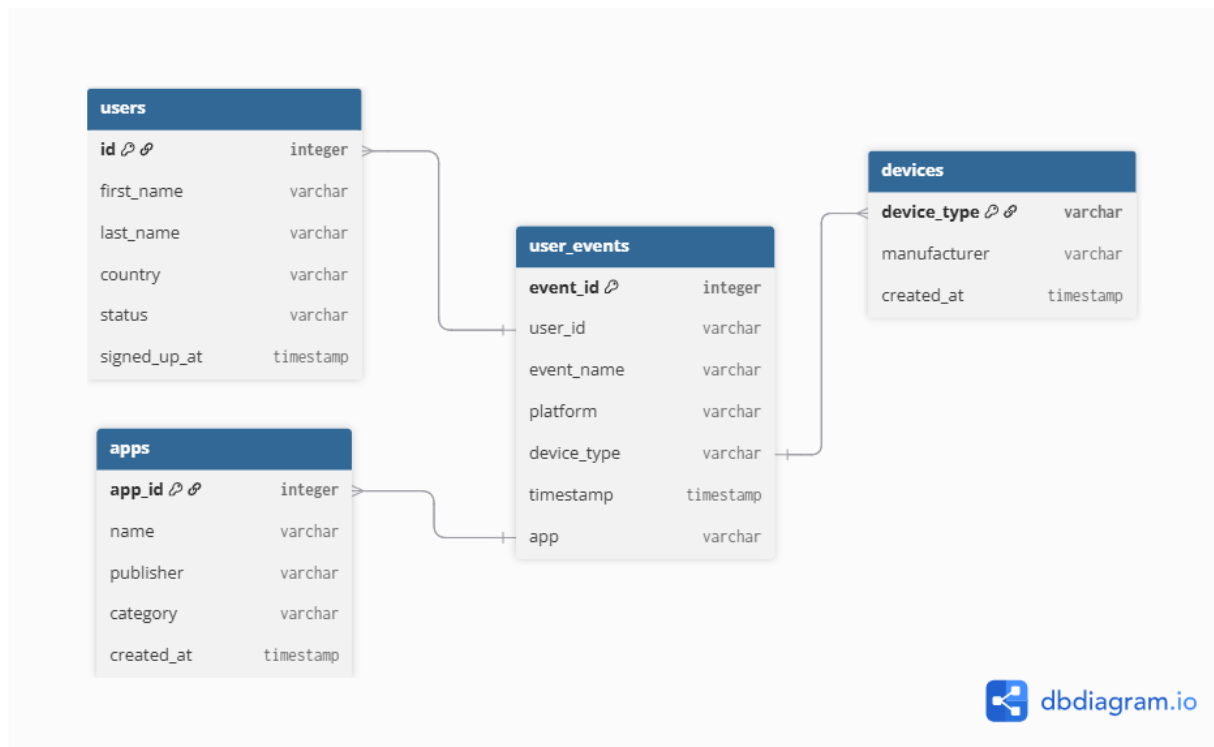 users
id integer
first_name varchar
last_name varchar
country varchar
status varchar
signed_up_at timestamp
apps
app_id integer
name varchar
publisher varchar
category varchar
created_at timestamp
user_events
event_id integer
user_id varchar
event_name varchar
platform varchar
device_type varchar
timestamp timestamp
app varchar
devices
device_type varchar
manufacturer varchar
created_at timestamp
dbdiagram.io